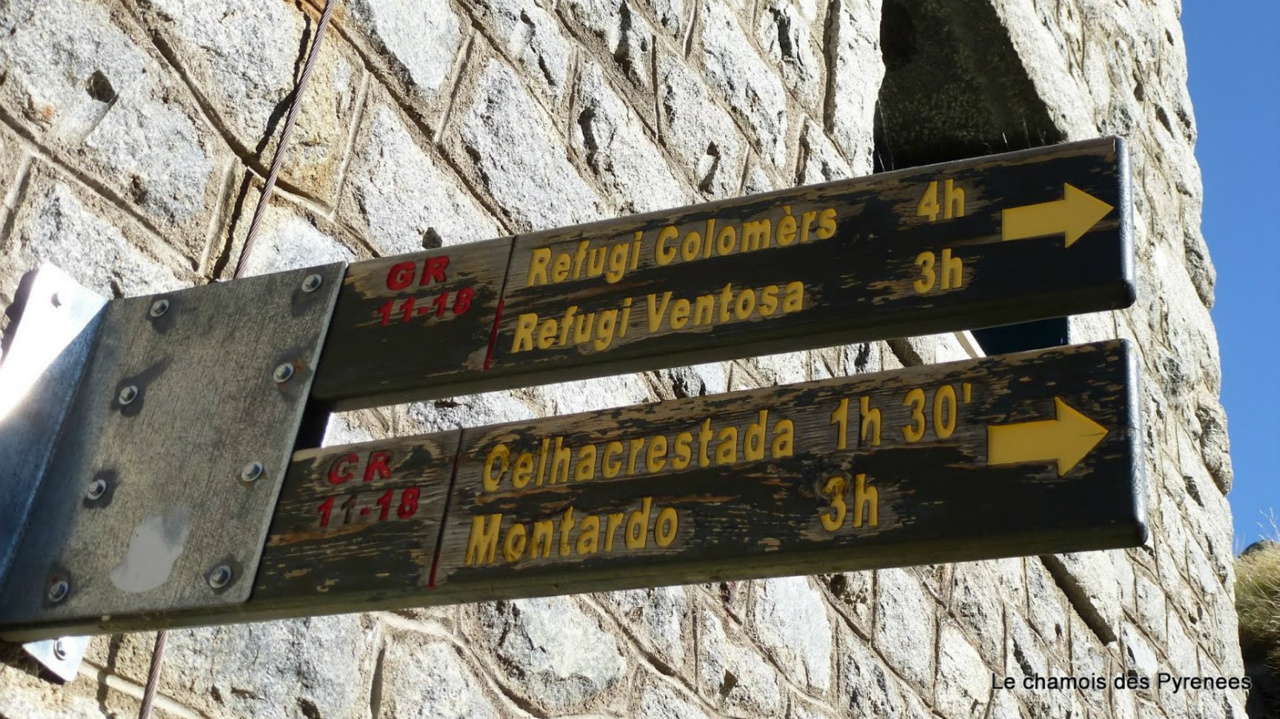 GR
11-18
Refugi Colomèrs 4h
Refugi Ventosa 3h
GR
11-18
Oelhacrestada 1h 30'
Montardo 3h
Le chamois des Pyrenees